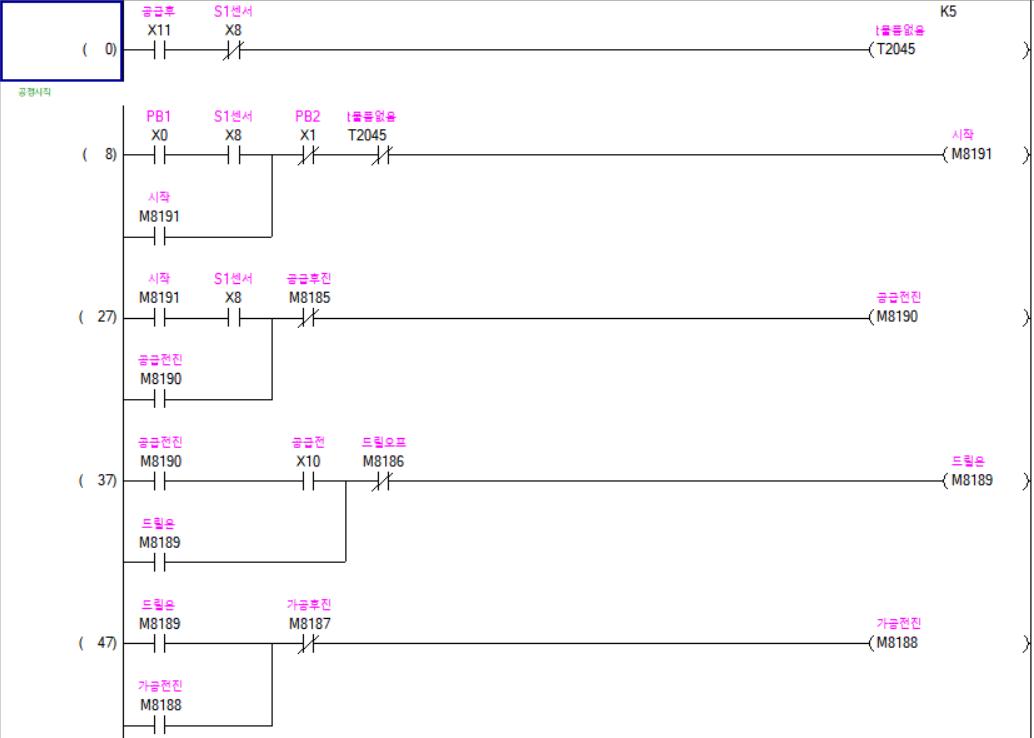 공급후 S1센서 K5
X11 X8 t물품없음
( 0) T2045
공정시작
PB1 S1센서 PB2 t물품없음
X0 X8 X1 T2045 시작
( 8) M8191
시작
M8191
시작 S1센서 공급후진
M8191 X8 M8185 공급전진
( 27) M8190
공급전진
M8190
공급전진 공급전 드릴오프
M8190 X10 M8186 드릴온
( 37) M8189
드릴온
M8189
드릴온 가공후진
M8189 M8187 가공전진
( 47) M8188
가공전진
M8188